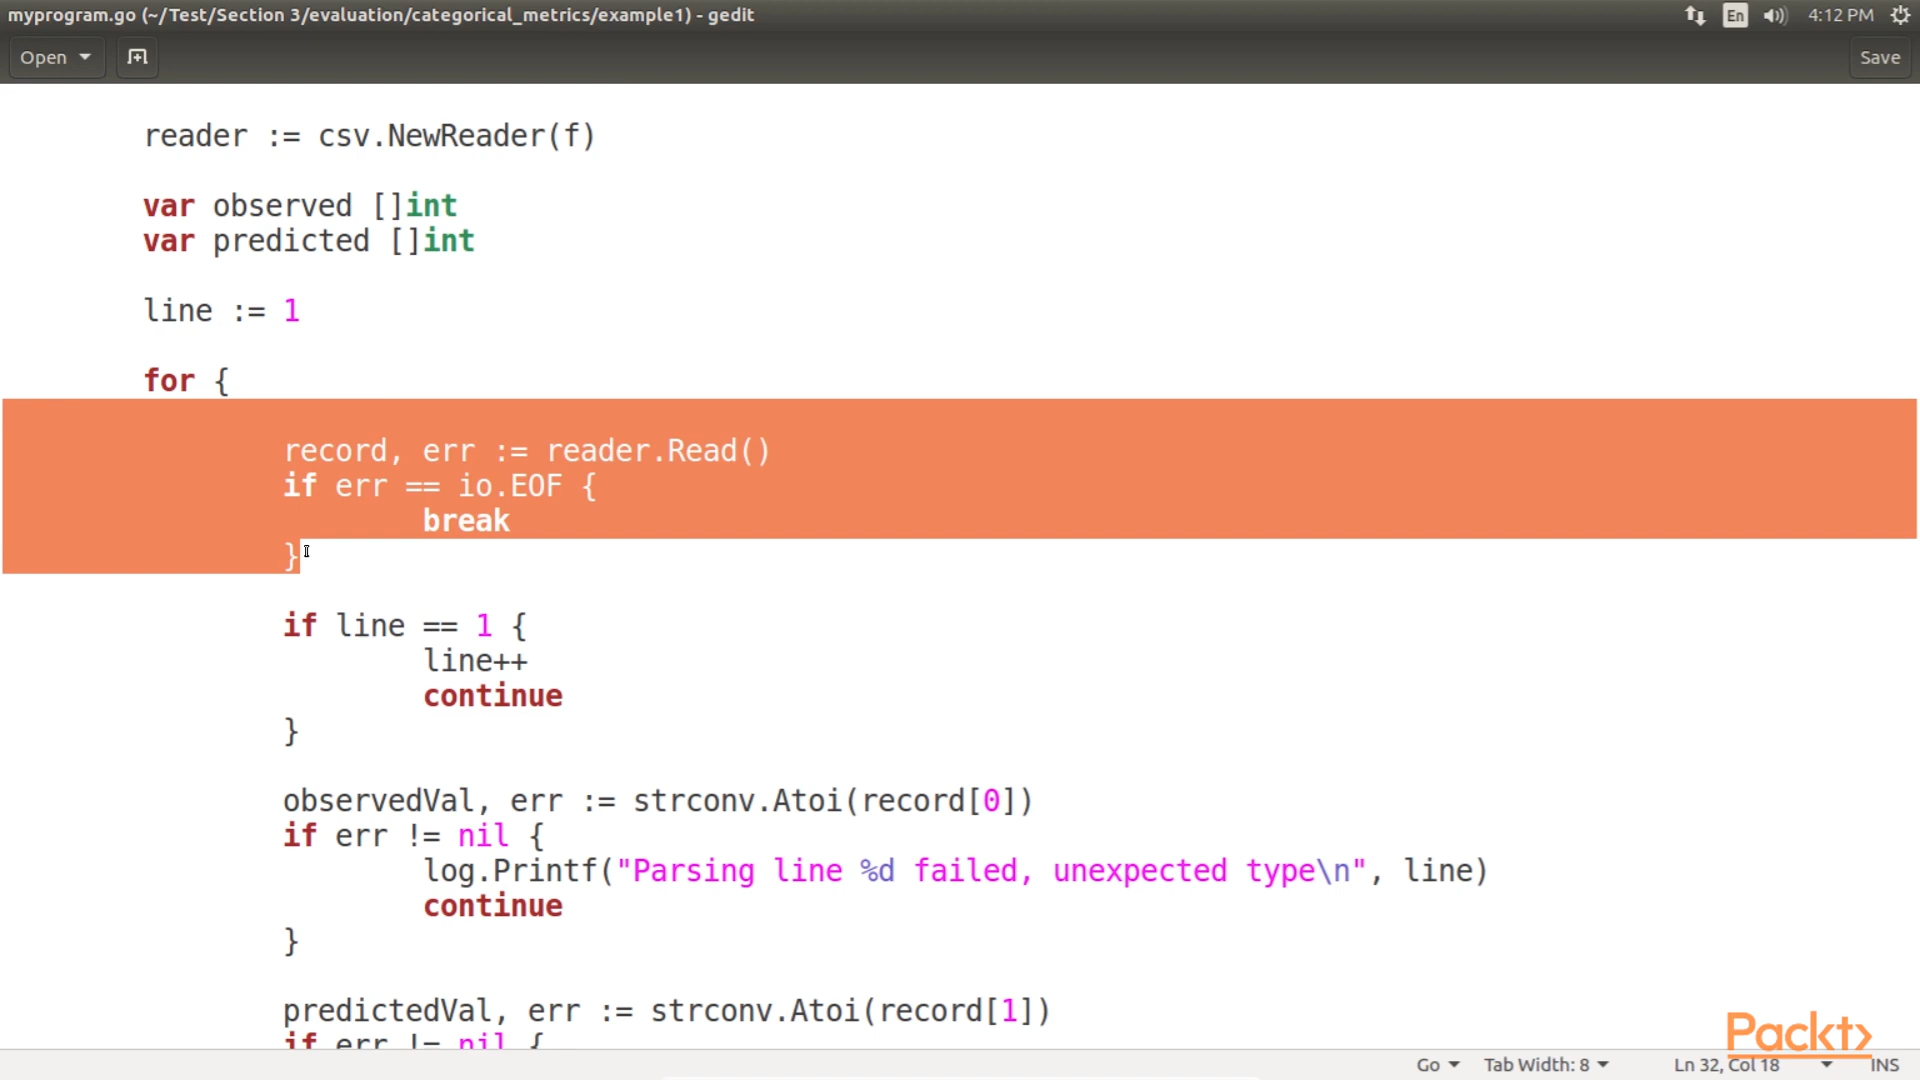 myprogram.go (~/Test/Section 3/evaluation/categorical_metrics/example1) - gedit
En
4:12 PM
Open
Save
reader := csv.NewReader(f)
var observed []int
var predicted []int
line := 1
for {
record, err := reader.Read()
if err == io.EOF {
break
}
if line == 1 {
line++
continue
}
observedVal, err := strconv.Atoi(record[0])
if err != nil {
log.Printf("Parsing line %d failed, unexpected type\n", line)
continue
}
predictedVal, err := strconv.Atoi(record[1])
if err != nil {
Packt>
Go
Tab Width: 8
Ln 32, Col 18
INS